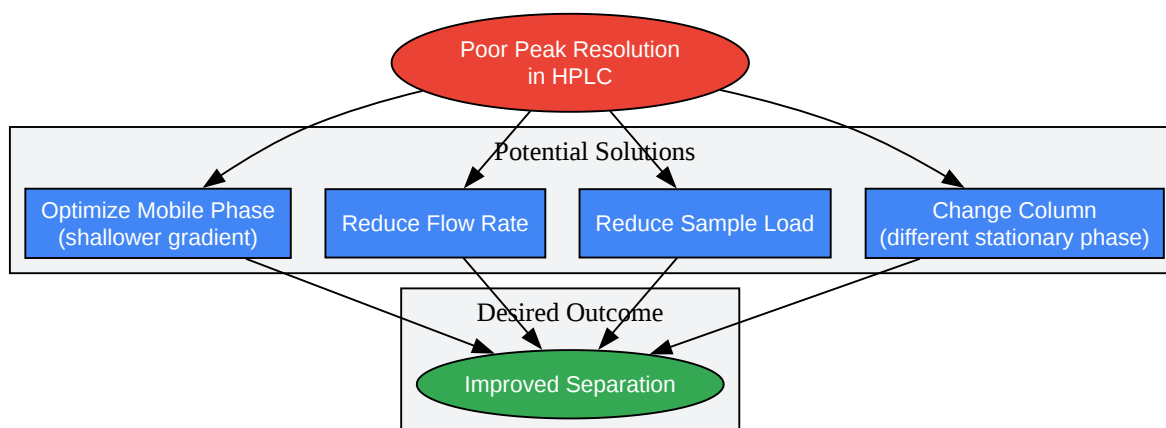 Poor Peak Resolution
in HPLC
Potential Solutions
Optimize Mobile Phase
(shallower gradient)
Reduce Flow Rate
Reduce Sample Load
Change Column
(different stationary phase)
Desired Outcome
Improved Separation